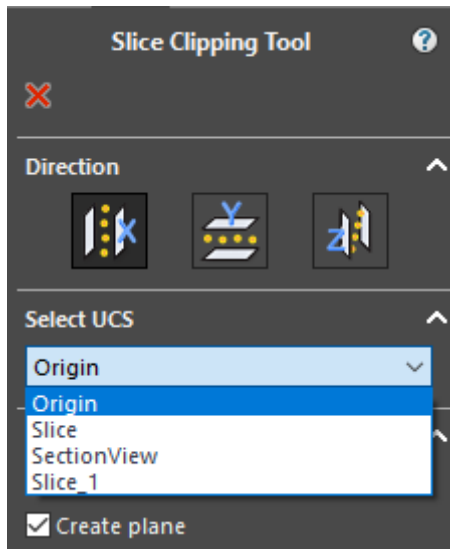 Slice Clipping Tool
?
Direction
X
Y
Z
Select UCS
Origin
Origin
Slice
SectionView
Slice_1
Create plane